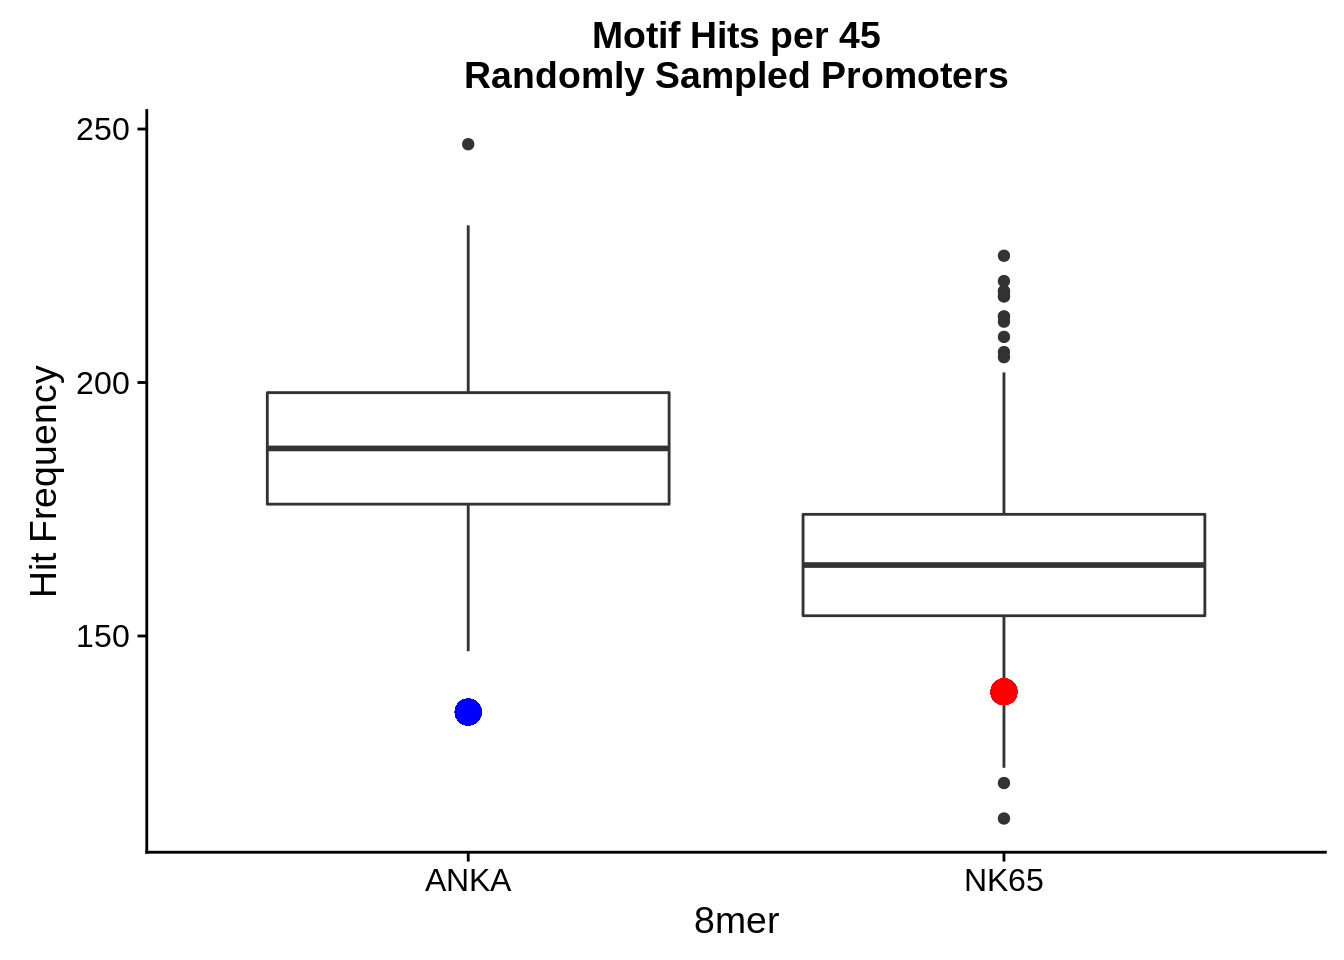 Motif Hits per 45
Randomly Sampled Promoters
Hit Frequency
250
200
150
ANKA
NK65
8mer